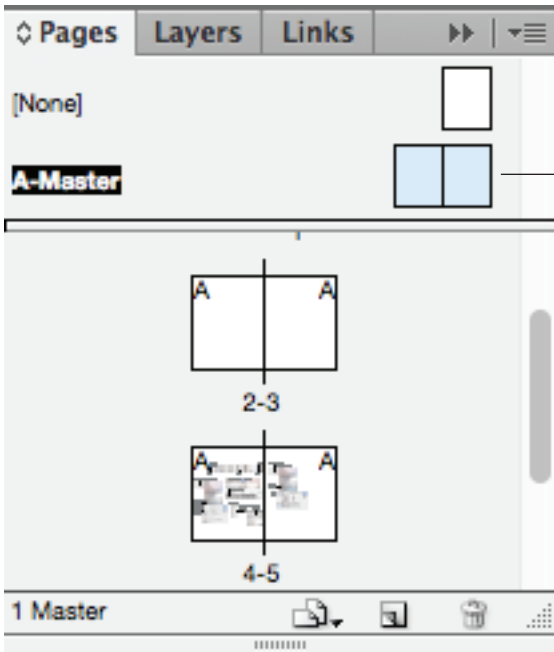 Pages Layers Links
[None]
A-Master
A A
2-3
A A
4-5
1 Master